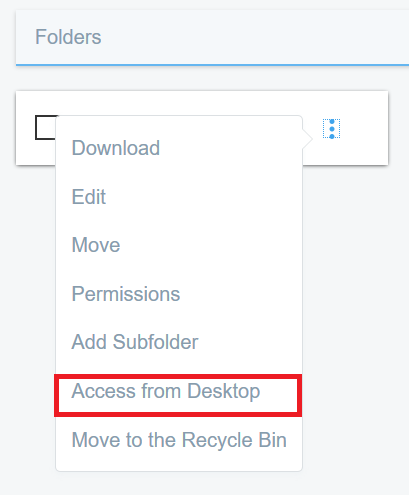 Folders
Download
Edit
Move
Permissions
Add Subfolder
Access from Desktop
Move to the Recycle Bin